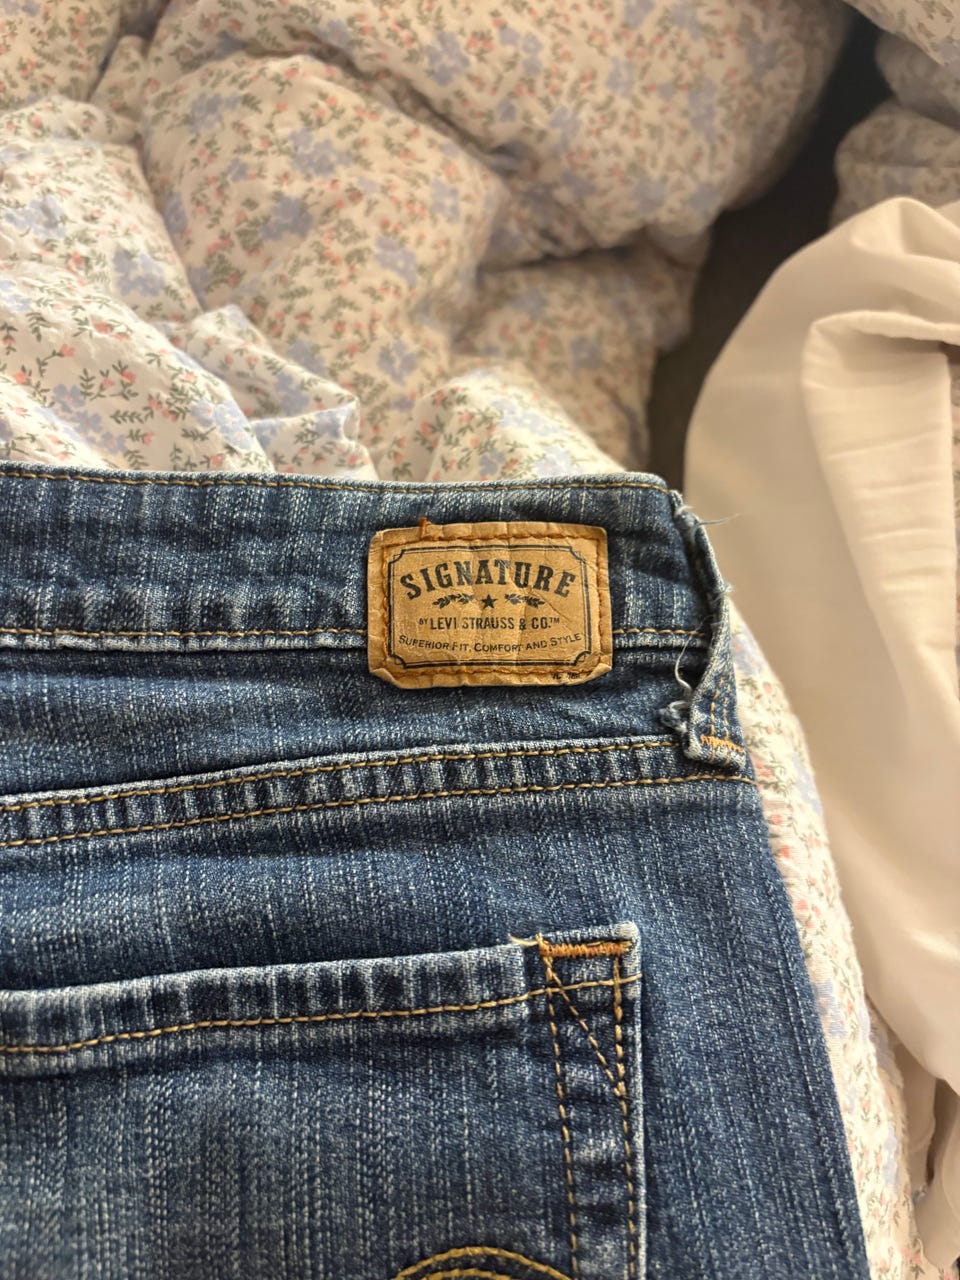 SIGNATURE
BY LEVI STRAUSS & CO.™
SUPERIOR FIT, COMFORT AND STYLE